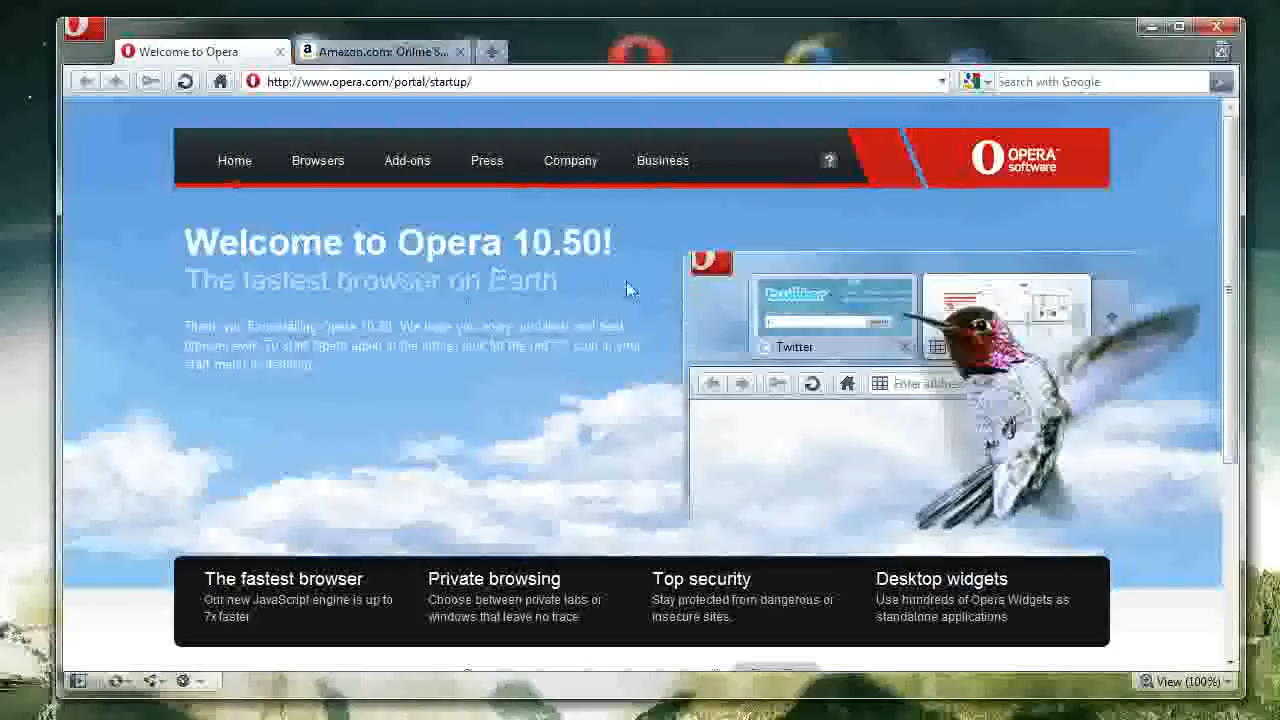 Welcome to Opera
Amazon.com: Online S...
http://www.opera.com/portal/startup/
Search with Google
Home
Browsers
Add-ons
Press
Company
Business
?
OPERA
software
Welcome to Opera 10.50!
The fastest browser on Earth
twitter
Twitter
Enter address
The fastest browser
Our new JavaScript engine is up to
7x faster
Private browsing
Choose between private tabs or
windows that leave no trace
Top security
Stay protected from dangerous or
insecure sites.
Desktop widgets
Use hundreds of Opera Widgets as
standalone applications
View (100%)